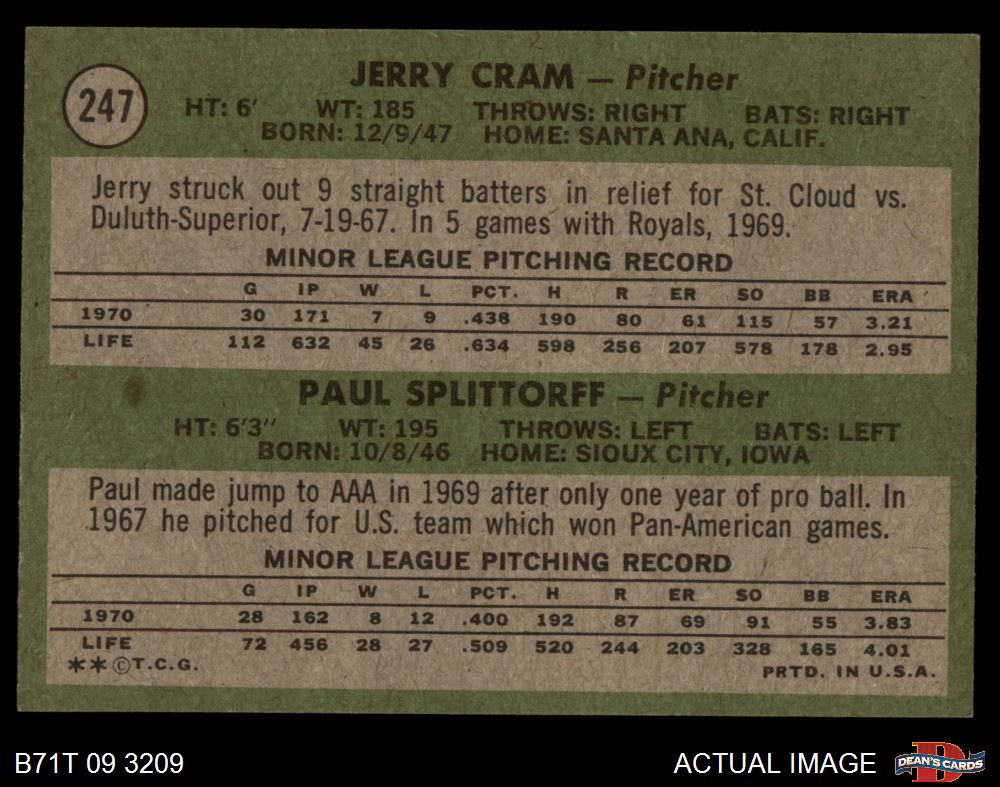 247
JERRY CRAM — Pitcher
HT: 6' WT: 185 THROWS: RIGHT BATS: RIGHT
BORN: 12/9/47 HOME: SANTA ANA, CALIF.
Jerry struck out 9 straight batters in relief for St. Cloud vs.
Duluth-Superior, 7-19-67. In 5 games with Royals, 1969.
MINOR LEAGUE PITCHING RECORD
G IP W L PCT. H R ER SO BB ERA
1970 30 171 7 9 .438 190 80 61 115 57 3.21
LIFE 112 632 45 26 .634 598 256 207 578 178 2.95
PAUL SPLITTORFF — Pitcher
HT: 6'3" WT: 195 THROWS: LEFT BATS: LEFT
BORN: 10/8/46 HOME: SIOUX CITY, IOWA
Paul made jump to AAA in 1969 after only one year of pro ball. In
1967 he pitched for U.S. team which won Pan-American games.
MINOR LEAGUE PITCHING RECORD
G IP W L PCT. H R ER SO BB ERA
1970 28 162 8 12 .400 192 87 69 91 55 3.83
LIFE 72 456 28 27 .509 520 244 203 328 165 4.01
**©T.C.G. PRTD. IN U.S.A.
B71T 09 3209 ACTUAL IMAGE DEAN'S CARDS